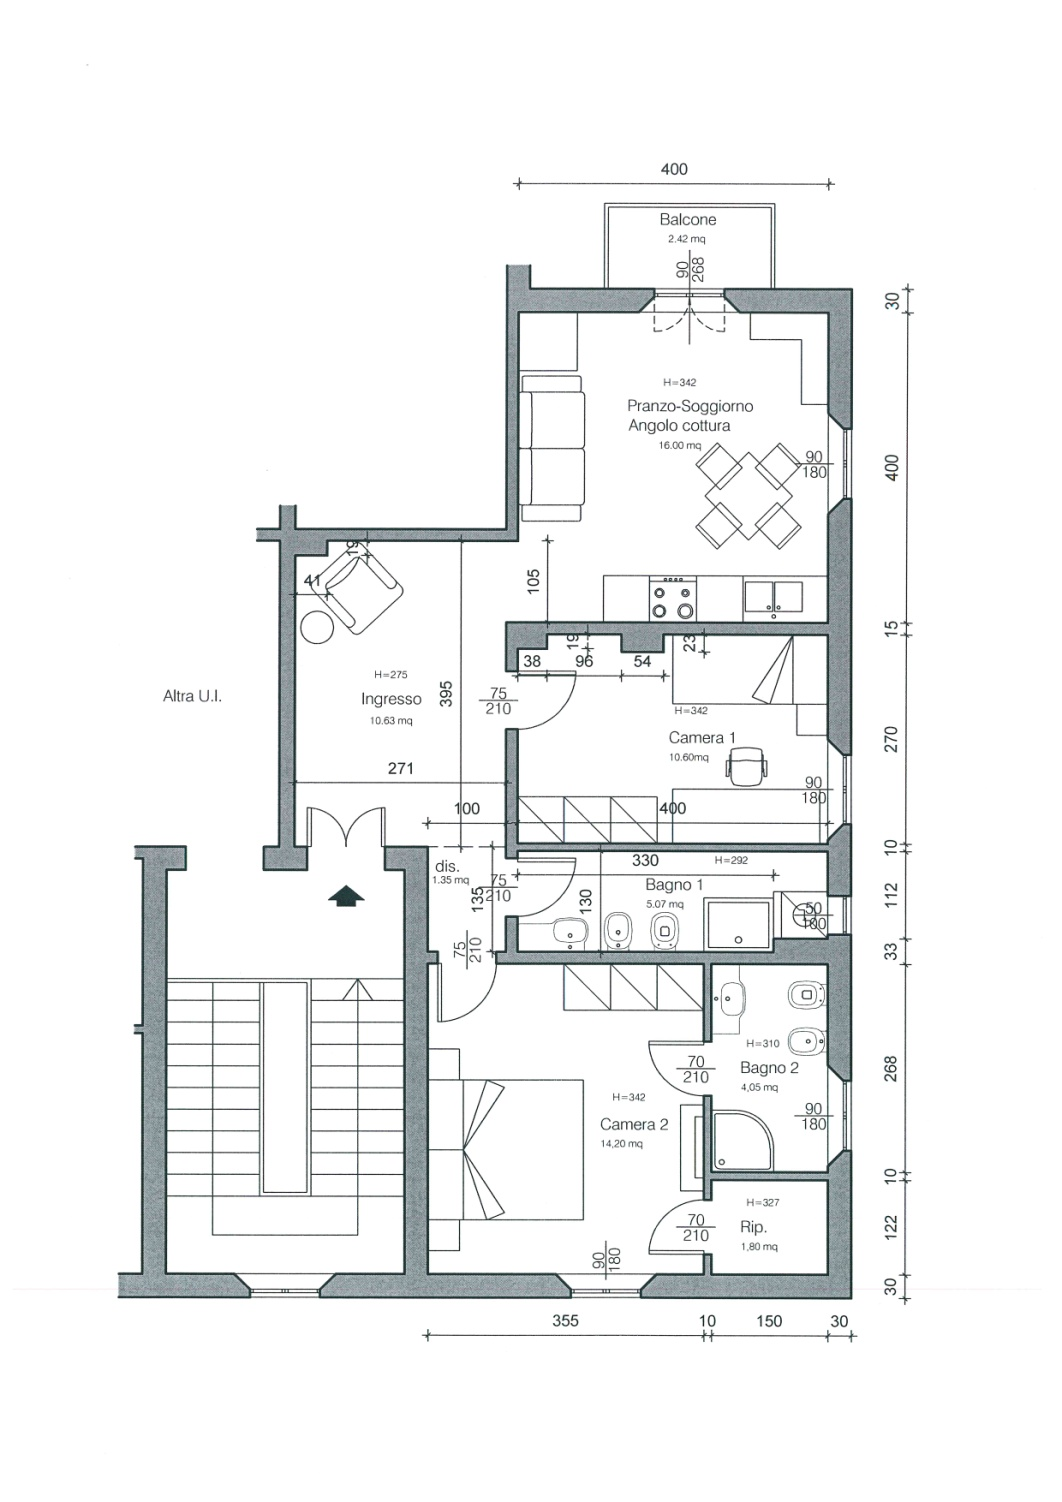 400
Balcone
2.42 mq
90
268
30
H=342
Pranzo-Soggiorno
Angolo cottura
16.00 mq
90
180
400
19
41
105
15
19
23
38
96
54
H=275
Ingresso
10.63 mq
395
75
210
Altra U.I.
H=342
Camera 1
10.60mq
270
271
90
180
100
400
10
dis.
1.35 mq
75
210
135
330
H=292
Bagno 1
5.07 mq
130
50
180
112
75
210
33
H=310
Bagno 2
4,05 mq
70
210
268
H=342
Camera 2
14,20 mq
90
180
10
H=327
Rip.
1,80 mq
70
210
122
90
180
30
355
10
150
30